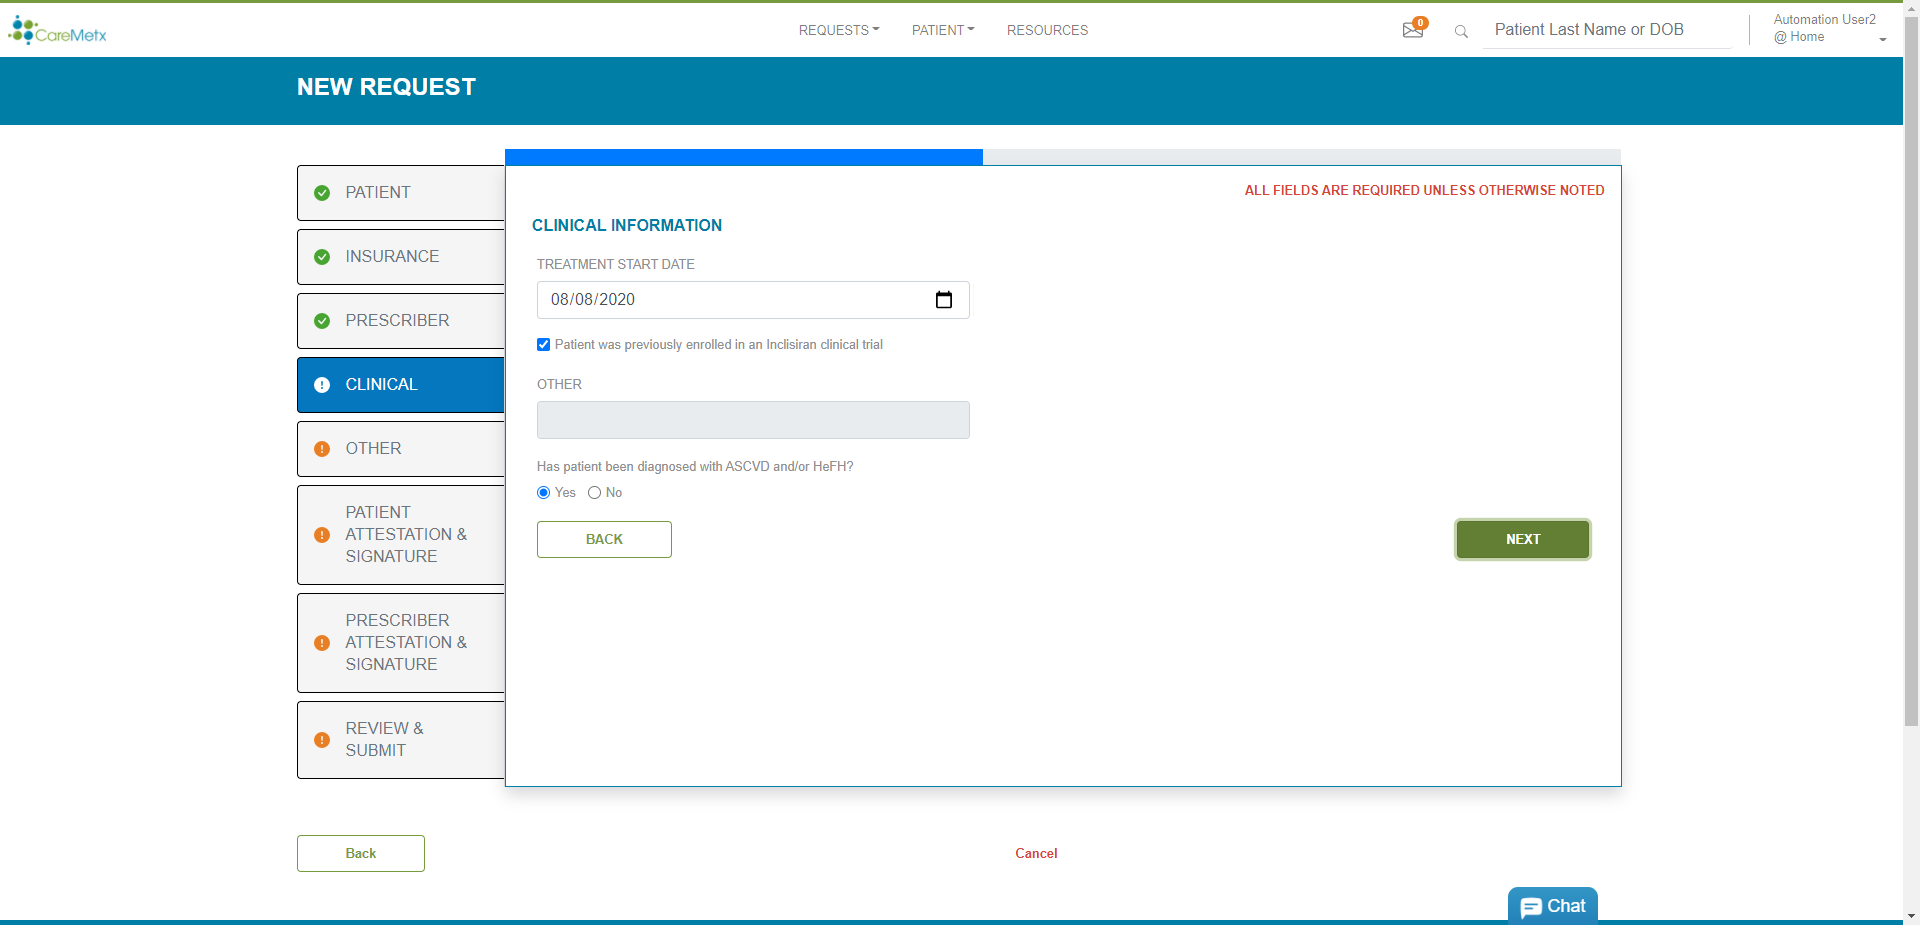 CareMetx
REQUESTS
PATIENT
RESOURCES
0
Patient Last Name or DOB
Automation User2
@ Home
NEW REQUEST
PATIENT
INSURANCE
PRESCRIBER
CLINICAL
OTHER
PATIENT
ATTESTATION &
SIGNATURE
PRESCRIBER
ATTESTATION &
SIGNATURE
REVIEW &
SUBMIT
ALL FIELDS ARE REQUIRED UNLESS OTHERWISE NOTED
CLINICAL INFORMATION
TREATMENT START DATE
08/08/2020
Patient was previously enrolled in an Inclisiran clinical trial
OTHER
Has patient been diagnosed with ASCVD and/or HeFH?
Yes No
BACK
NEXT
Back
Cancel
Chat